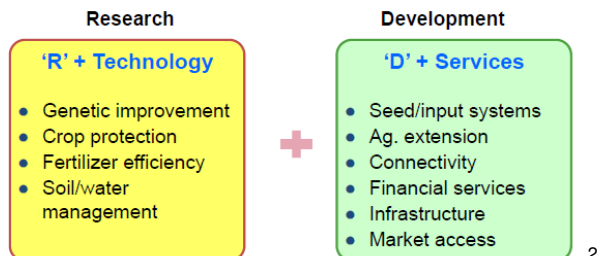 Research
'R' + Technology
● Genetic improvement
● Crop protection
● Fertilizer efficiency
● Soil/water
management
Development
'D' + Services
● Seed/input systems
● Ag. extension
● Connectivity
● Financial services
● Infrastructure
● Market access
2